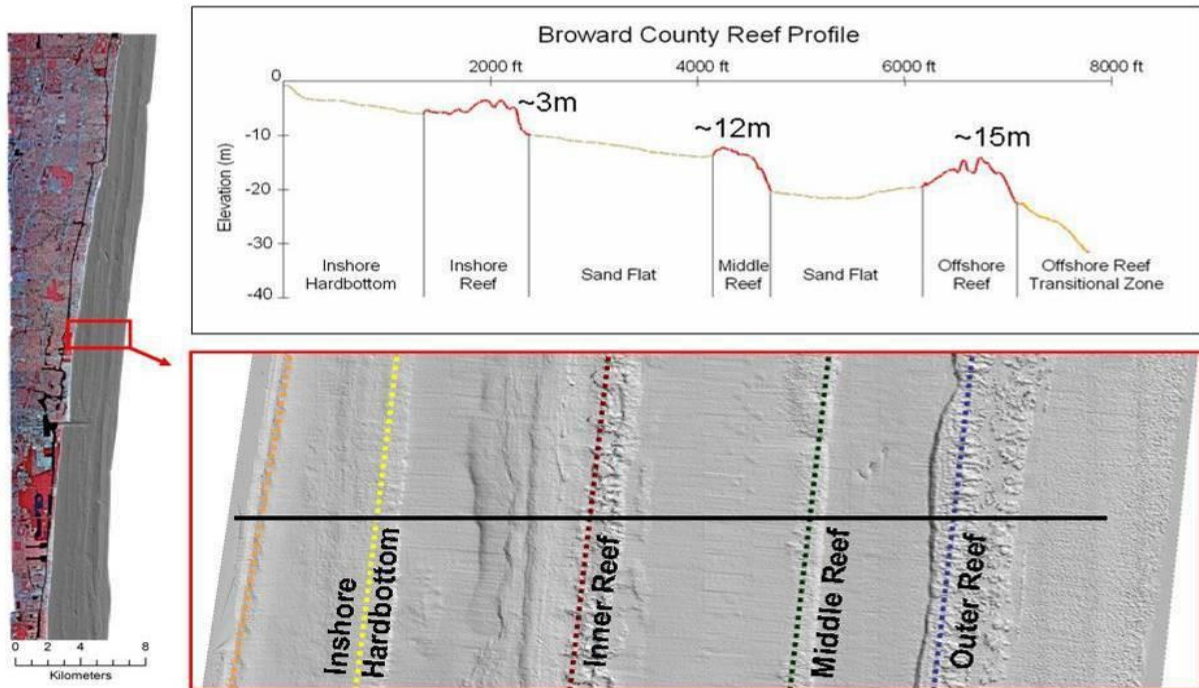 Broward County Reef Profile
2000 ft 4000 ft 6000 ft 8000 ft
0
-10
-20
-30
-40
Elevation (m)
~3m
~12m
~15m
Inshore
Hardbottom
Inshore
Reef
Sand Flat
Middle
Reef
Sand Flat
Offshore
Reef
Offshore Reef
Transitional Zone
Inshore
Hardbottom
Inner Reef
Middle Reef
Outer Reef
0 2 4 8
Kilometers